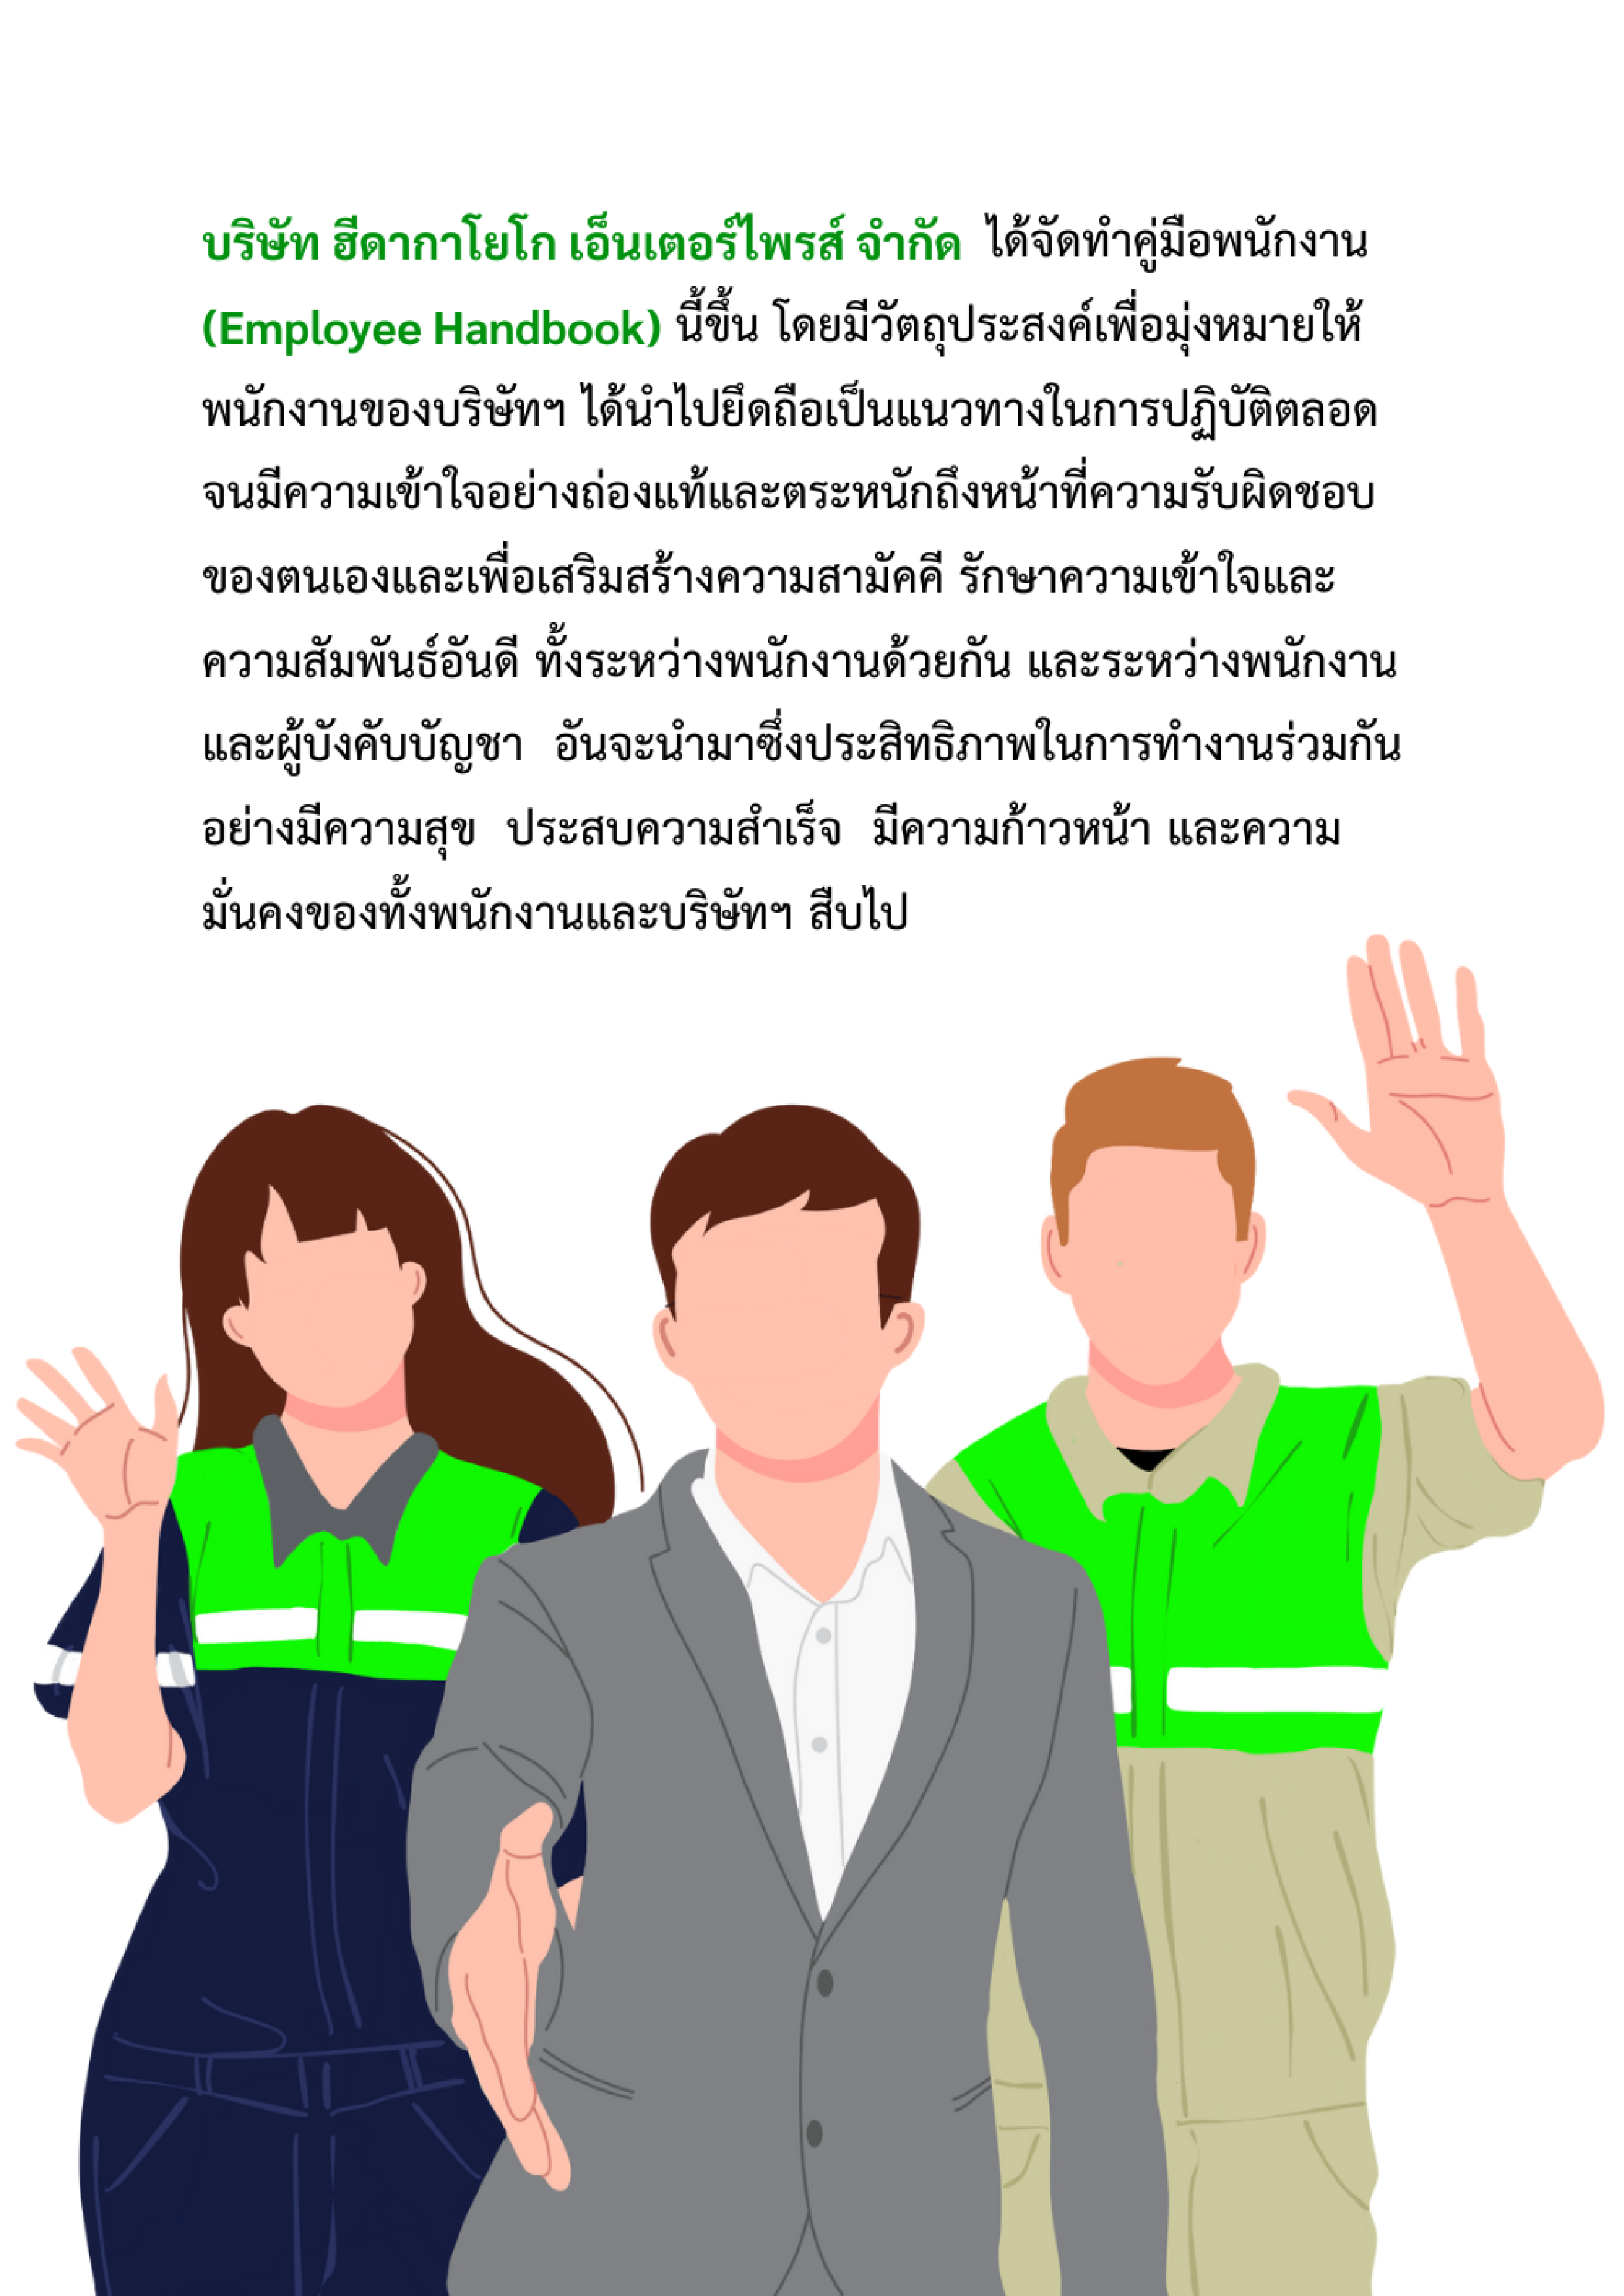 บริษัท ฮีดากาโยโก เอ็นเตอร์ไพรส์ จำกัด ได้จัดทำคู่มือพนักงาน
(Employee Handbook) นี้ขึ้น โดยมีวัตถุประสงค์เพื่อมุ่งหมายให้
พนักงานของบริษัทฯ ได้นำไปยึดถือเป็นแนวทางในการปฏิบัติตลอด
จนมีความเข้าใจอย่างถ่องแท้และตระหนักถึงหน้าที่ความรับผิดชอบ
ของตนเองและเพื่อเสริมสร้างความสามัคคี รักษาความเข้าใจและ
ความสัมพันธ์อันดี ทั้งระหว่างพนักงานด้วยกัน และระหว่างพนักงาน
และผู้บังคับบัญชา อันจะนำมาซึ่งประสิทธิภาพในการทำงานร่วมกัน
อย่างมีความสุข ประสบความสำเร็จ มีความก้าวหน้า และความ
มั่นคงของทั้งพนักงานและบริษัทฯ สืบไป